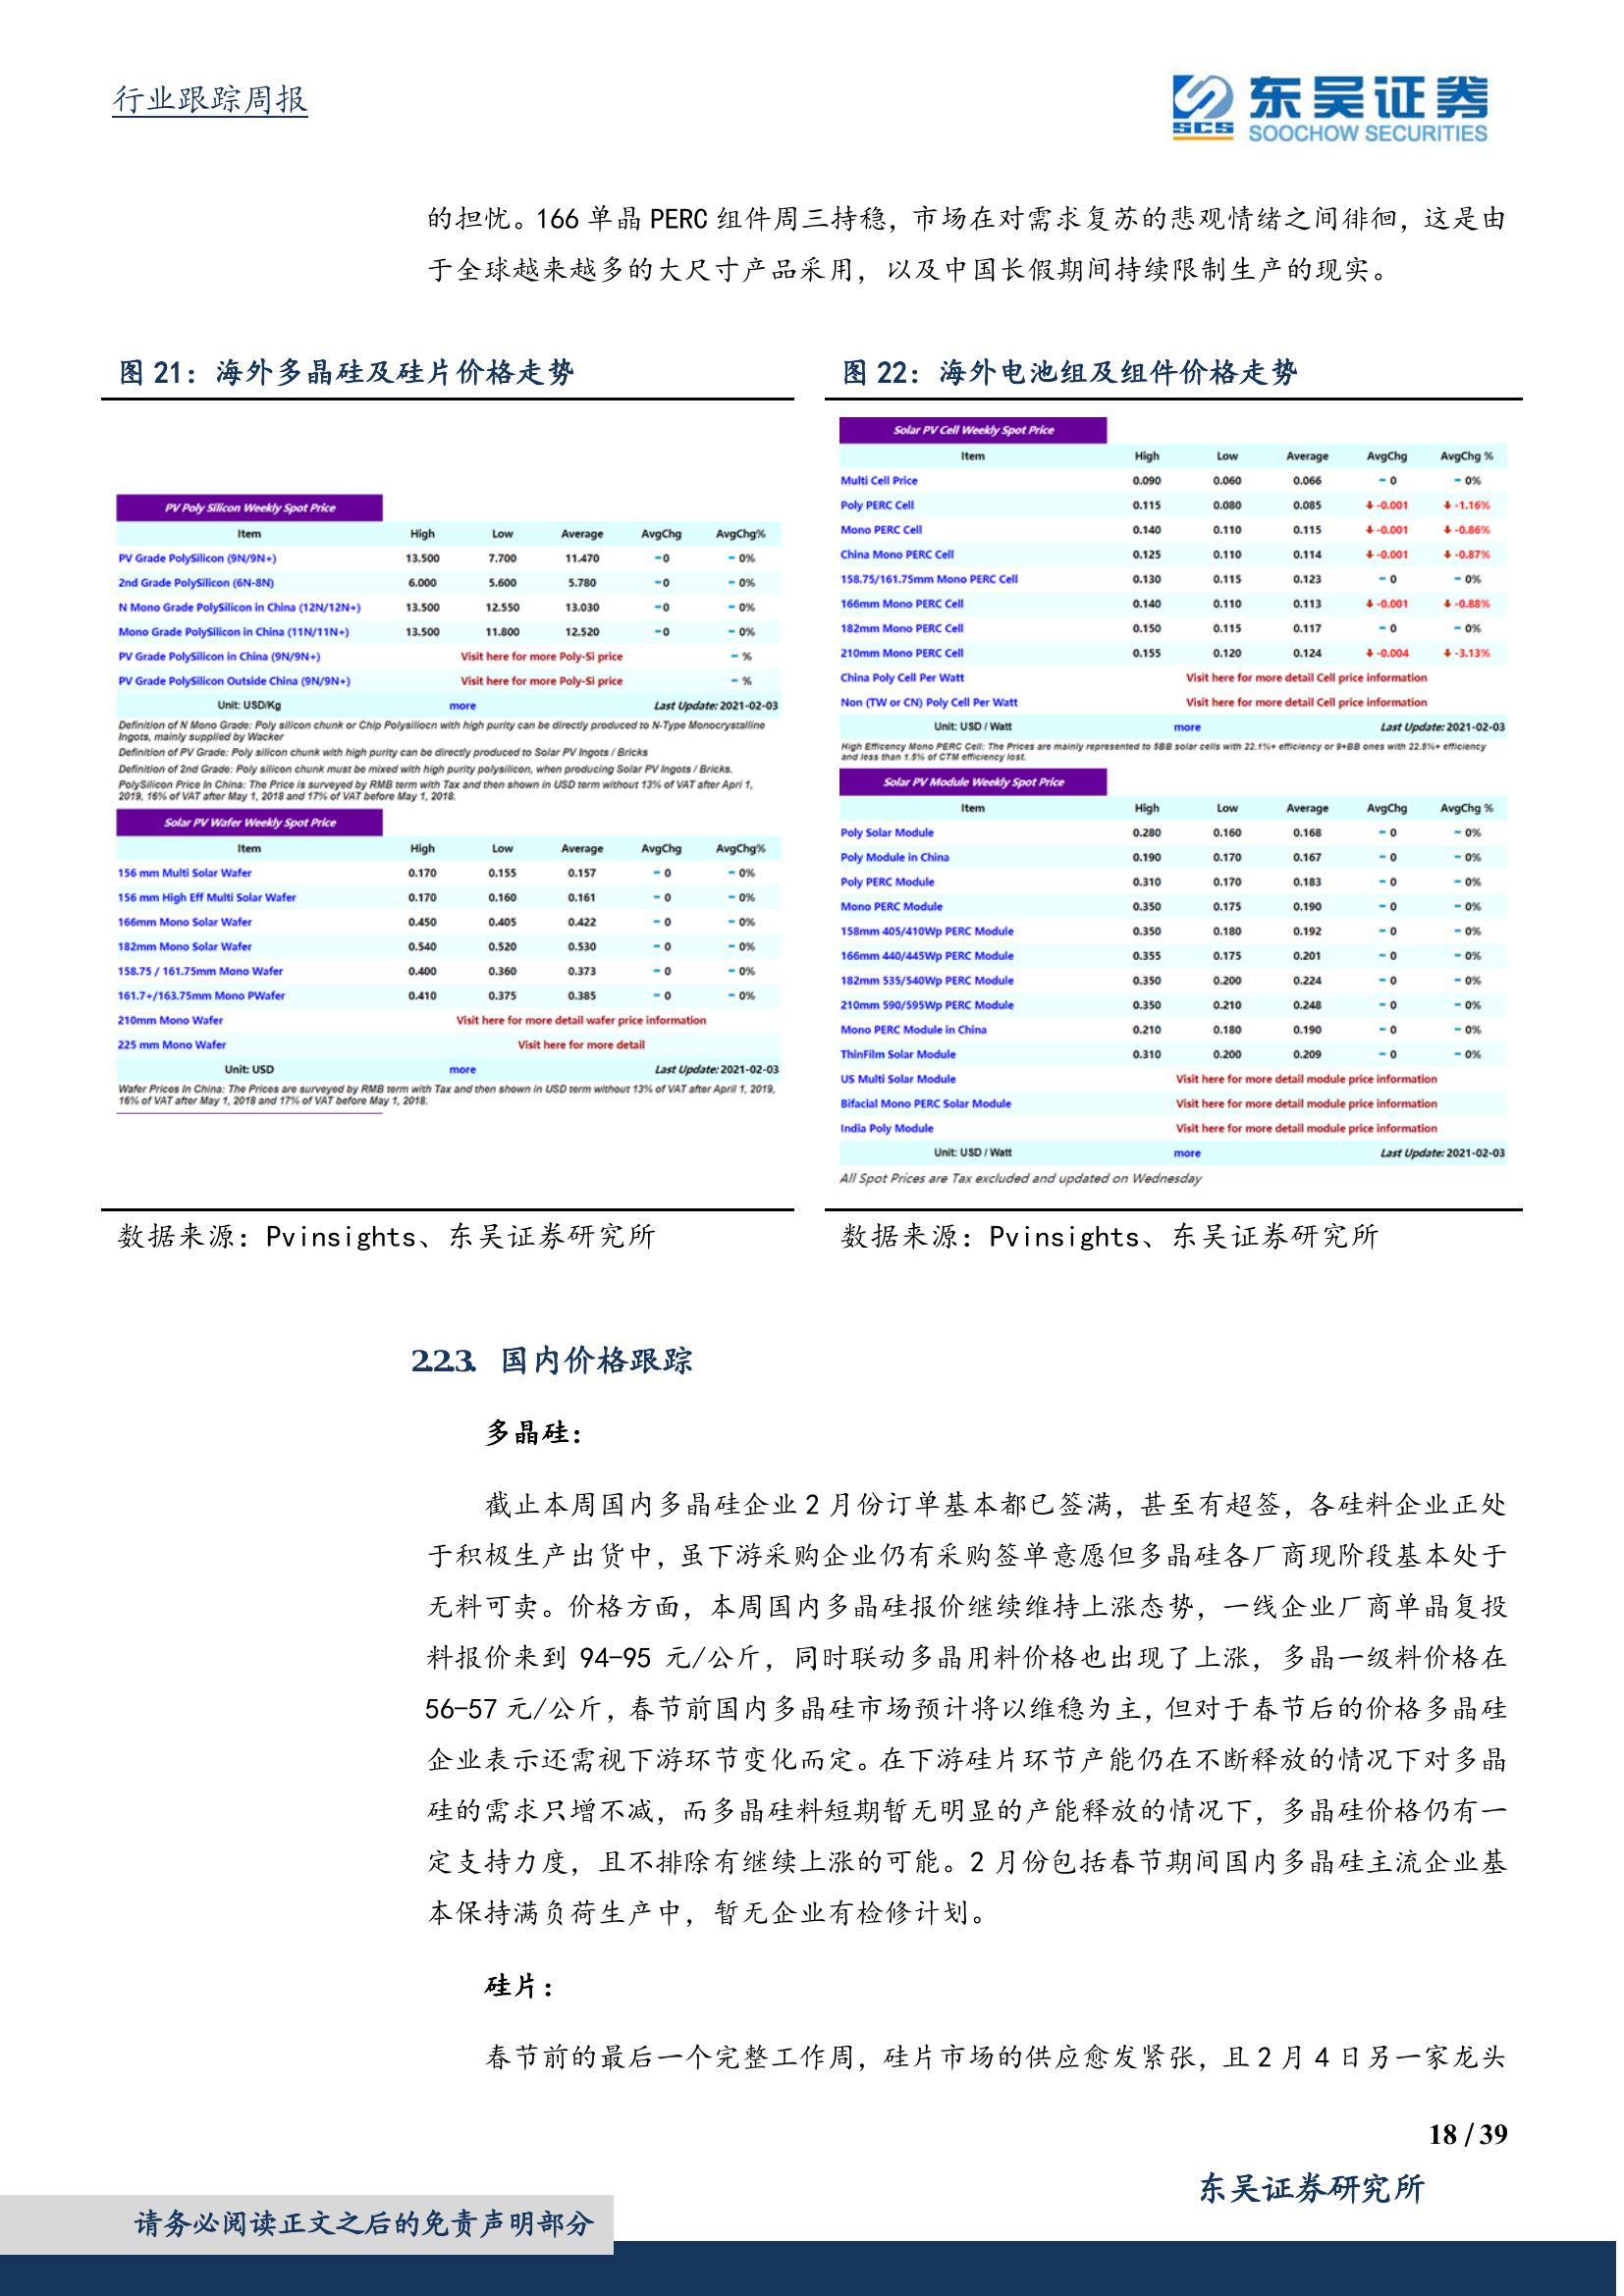 行业跟踪周报
SCS 东吴证券
SOOCHOW SECURITIES
的担忧。166 单晶 PERC 组件周三持稳，市场在对需求复苏的悲观情绪之间徘徊，这是由
于全球越来越多的大尺寸产品采用，以及中国长假期间持续限制生产的现实。
图 21：海外多晶硅及硅片价格走势
PV Poly Silicon Weekly Spot Price
Item High Low Average AvgChg AvgChg%
PV Grade PolySilicon (9N/9N+) 13.500 7.700 11.470 0 0%
2nd Grade PolySilicon (6N-8N) 6.000 5.600 5.780 0 0%
N Mono Grade PolySilicon in China (12N/12N+) 13.500 12.550 13.030 0 0%
Mono Grade PolySilicon in China (11N/11N+) 13.500 11.800 12.520 0 0%
PV Grade PolySilicon in China (9N/9N+) Visit here for more Poly-Si price %
PV Grade PolySilicon Outside China (9N/9N+) Visit here for more Poly-Si price %
Unit: USD/Kg more Last Update: 2021-02-03
Definition of N Mono Grade: Poly silicon chunk or Chip Polysiliocn with high purity can be directly produced to N-Type Monocrystalline
Ingots, mainly supplied by Wacker
Definition of PV Grade: Poly silicon chunk with high purity can be directly produced to Solar PV Ingots / Bricks
Definition of 2nd Grade: Poly silicon chunk must be mixed with high purity polysilicon, when producing Solar PV Ingots / Bricks.
PolySilicon Price In China: The Price is surveyed by RMB term with Tax and then shown in USD term without 13% of VAT after Apri 1,
2019, 16% of VAT after May 1, 2018 and 17% of VAT before May 1, 2018.
Solar PV Wafer Weekly Spot Price
Item High Low Average AvgChg AvgChg%
156 mm Multi Solar Wafer 0.170 0.155 0.157 0 0%
156 mm High Eff Multi Solar Wafer 0.170 0.160 0.161 0 0%
166mm Mono Solar Wafer 0.450 0.405 0.422 0 0%
182mm Mono Solar Wafer 0.540 0.520 0.530 0 0%
158.75 / 161.75mm Mono Wafer 0.400 0.360 0.373 0 0%
161.7+/163.75mm Mono PWafer 0.410 0.375 0.385 0 0%
210mm Mono Wafer Visit here for more detail wafer price information
225 mm Mono Wafer Visit here for more detail
Unit: USD more Last Update: 2021-02-03
Wafer Prices In China: The Prices are surveyed by RMB term with Tax and then shown in USD term without 13% of VAT after April 1, 2019,
16% of VAT after May 1, 2018 and 17% of VAT before May 1, 2018.
数据来源：Pvinsights、东吴证券研究所
图 22：海外电池组及组件价格走势
Solar PV Cell Weekly Spot Price
Item High Low Average AvgChg AvgChg %
Multi Cell Price 0.090 0.060 0.066 0 0%
Poly PERC Cell 0.115 0.080 0.085 -0.001 -1.16%
Mono PERC Cell 0.140 0.110 0.115 -0.001 -0.86%
China Mono PERC Cell 0.125 0.110 0.114 -0.001 -0.87%
158.75/161.75mm Mono PERC Cell 0.130 0.115 0.123 0 0%
166mm Mono PERC Cell 0.140 0.110 0.113 -0.001 -0.88%
182mm Mono PERC Cell 0.150 0.115 0.117 0 0%
210mm Mono PERC Cell 0.155 0.120 0.124 -0.004 -3.13%
China Poly Cell Per Watt Visit here for more detail Cell price information
Non (TW or CN) Poly Cell Per Watt Visit here for more detail Cell price information
Unit: USD / Watt more Last Update: 2021-02-03
High Efficency Mono PERC Cell: The Prices are mainly represented to 5BB solar cells with 22.1%+ efficiency or 9+BB ones with 22.5%+ efficiency
and less than 1.5% of CTM efficiency lost.
Solar PV Module Weekly Spot Price
Item High Low Average AvgChg AvgChg %
Poly Solar Module 0.280 0.160 0.168 0 0%
Poly Module in China 0.190 0.170 0.167 0 0%
Poly PERC Module 0.310 0.170 0.183 0 0%
Mono PERC Module 0.350 0.175 0.190 0 0%
158mm 405/410Wp PERC Module 0.350 0.180 0.192 0 0%
166mm 440/445Wp PERC Module 0.355 0.175 0.201 0 0%
182mm 535/540Wp PERC Module 0.350 0.200 0.224 0 0%
210mm 590/595Wp PERC Module 0.350 0.210 0.248 0 0%
Mono PERC Module in China 0.210 0.180 0.190 0 0%
ThinFilm Solar Module 0.310 0.200 0.209 0 0%
US Multi Solar Module Visit here for more detail module price information
Bifacial Mono PERC Solar Module Visit here for more detail module price information
India Poly Module Visit here for more detail module price information
Unit: USD / Watt more Last Update: 2021-02-03
All Spot Prices are Tax excluded and updated on Wednesday
数据来源：Pvinsights、东吴证券研究所
2.2.3. 国内价格跟踪
多晶硅：
截止本周国内多晶硅企业 2 月份订单基本都已签满，甚至有超签，各硅料企业正处
于积极生产出货中，虽下游采购企业仍有采购签单意愿但多晶硅各厂商现阶段基本处于
无料可卖。价格方面，本周国内多晶硅报价继续维持上涨态势，一线企业厂商单晶复投
料报价来到 94-95 元/公斤，同时联动多晶用料价格也出现了上涨，多晶一级料价格在
56-57 元/公斤，春节前国内多晶硅市场预计将以维稳为主，但对于春节后的价格多晶硅
企业表示还需视下游环节变化而定。在下游硅片环节产能仍在不断释放的情况下对多晶
硅的需求只增不减，而多晶硅料短期暂无明显的产能释放的情况下，多晶硅价格仍有一
定支持力度，且不排除有继续上涨的可能。2 月份包括春节期间国内多晶硅主流企业基
本保持满负荷生产中，暂无企业有检修计划。
硅片：
春节前的最后一个完整工作周，硅片市场的供应愈发紧张，且 2 月 4 日另一家龙头
18 / 39
东吴证券研究所
请务必阅读正文之后的免责声明部分